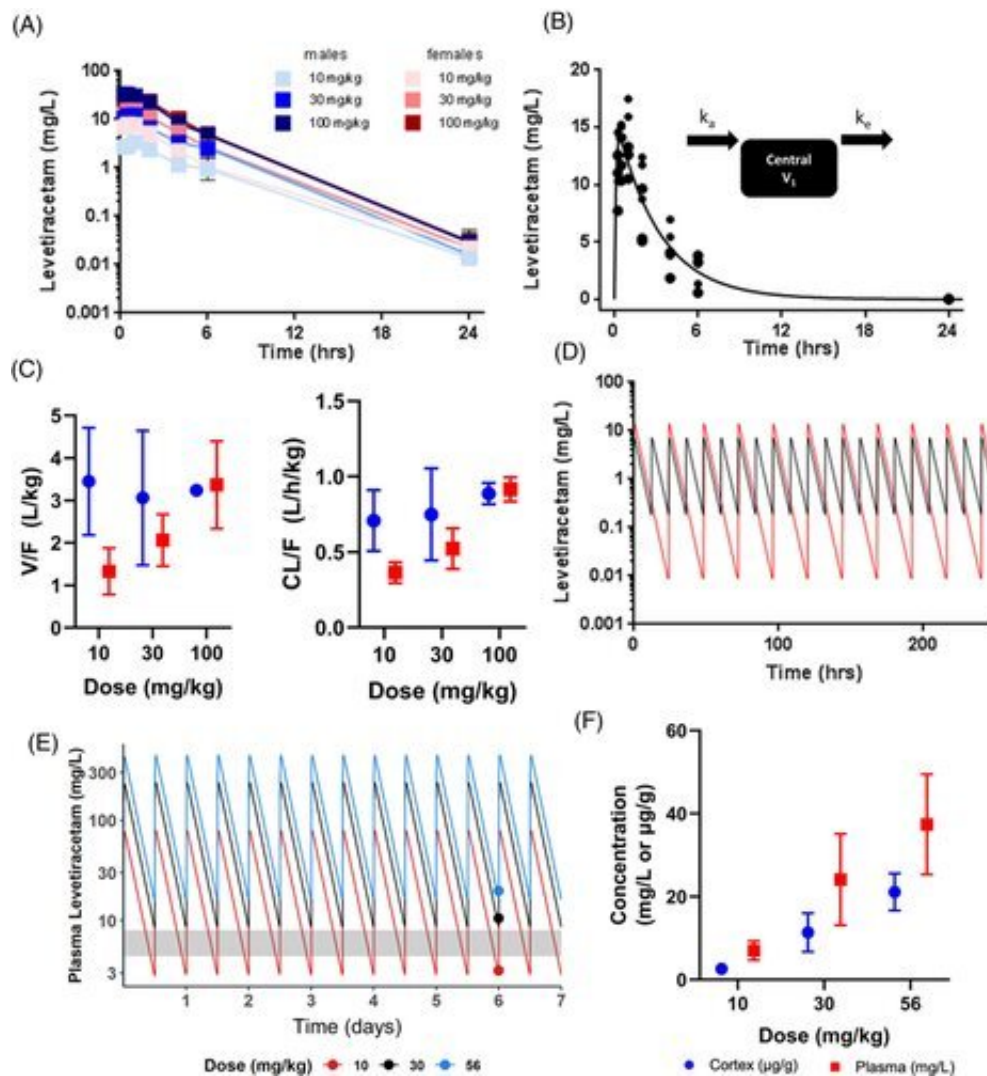 (A)
males females
10 mg/kg 10 mg/kg
30 mg/kg 30 mg/kg
100 mg/kg 100 mg/kg
Levetiracetam (mg/L)
100
10
1
0.1
0.01
0.001
0 6 12 18 24
Time (hrs)
(B)
Levetiracetam (mg/L)
20
15
10
5
0
ka
ke
Central
V1
0 6 12 18 24
Time (hrs)
(C)
V/F (L/kg)
5
4
3
2
1
0
10 30 100
Dose (mg/kg)
CL/F (L/h/kg)
1.5
1.0
0.5
0.0
10 30 100
Dose (mg/kg)
(D)
Levetiracetam (mg/L)
100
10
1
0.1
0.01
0.001
0 100 200
Time (hrs)
(E)
Plasma Levetiracetam (mg/L)
300
100
30
10
3
1 2 3 4 5 6 7
Time (days)
Dose (mg/kg) 10 30 56
(F)
Concentration
(mg/L or µg/g)
60
40
20
0
10 30 56
Dose (mg/kg)
Cortex (µg/g) Plasma (mg/L)